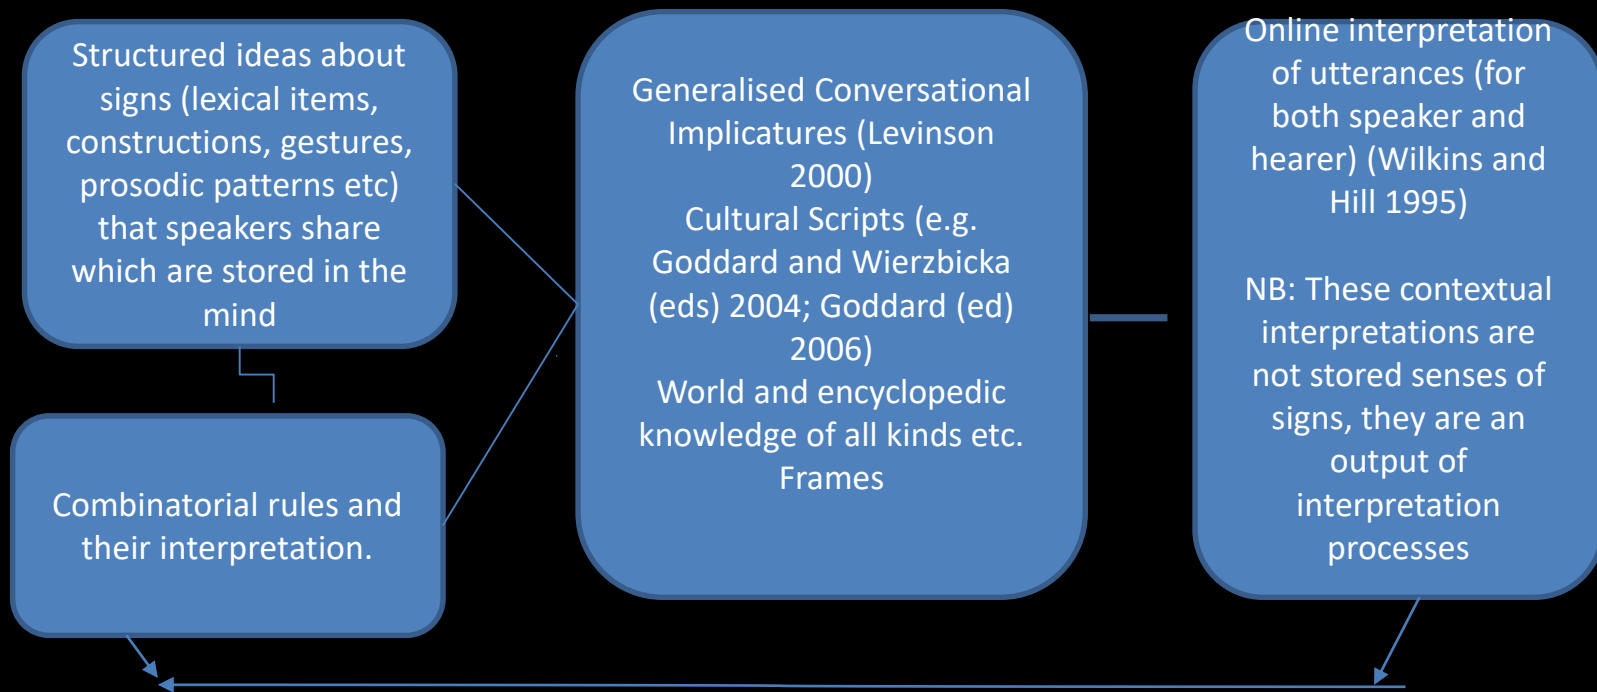 Structured ideas about
signs (lexical items,
constructions, gestures,
prosodic patterns etc)
that speakers share
which are stored in the
mind
Combinatorial rules and
their interpretation.
Generalised Conversational
Implicatures (Levinson
2000)
Cultural Scripts (e.g.
Goddard and Wierzbicka
(eds) 2004; Goddard (ed)
2006)
World and encyclopedic
knowledge of all kinds etc.
Frames
Online interpretation
of utterances (for
both speaker and
hearer) (Wilkins and
Hill 1995)
NB: These contextual
interpretations are
not stored senses of
signs, they are an
output of
interpretation
processes